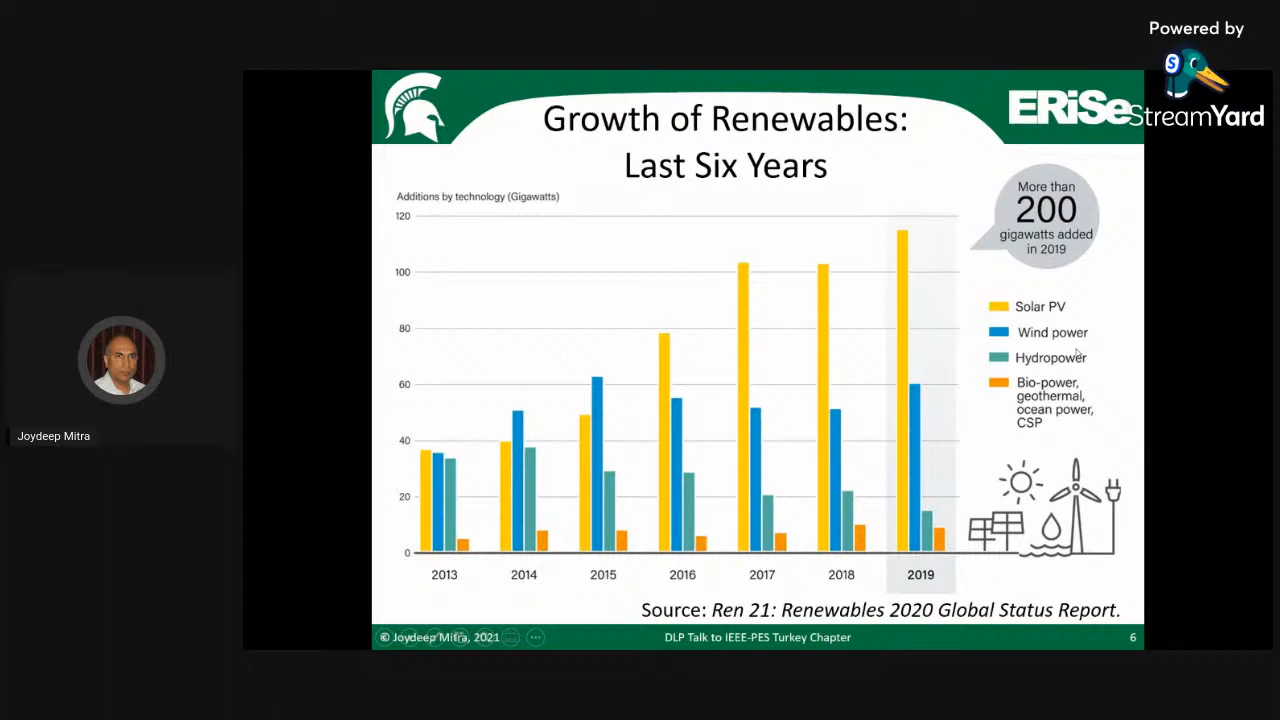 Powered by
StreamYard
S
ERiSe
Growth of Renewables:
Last Six Years
Additions by technology (Gigawatts)
120
100
80
60
40
20
0
2013
2014
2015
2016
2017
2018
2019
More than
200
gigawatts added
in 2019
Solar PV
Wind power
Hydropower
Bio-power,
geothermal,
ocean power,
CSP
Source: Ren 21: Renewables 2020 Global Status Report.
© Joydeep Mitra, 2021
DLP Talk to IEEE-PES Turkey Chapter
6
Joydeep Mitra